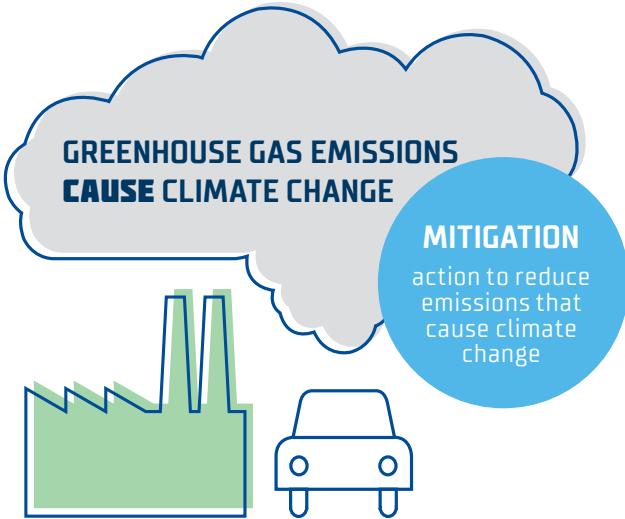 GREENHOUSE GAS EMISSIONS
CAUSE CLIMATE CHANGE
MITIGATION
action to reduce
emissions that
cause climate
change